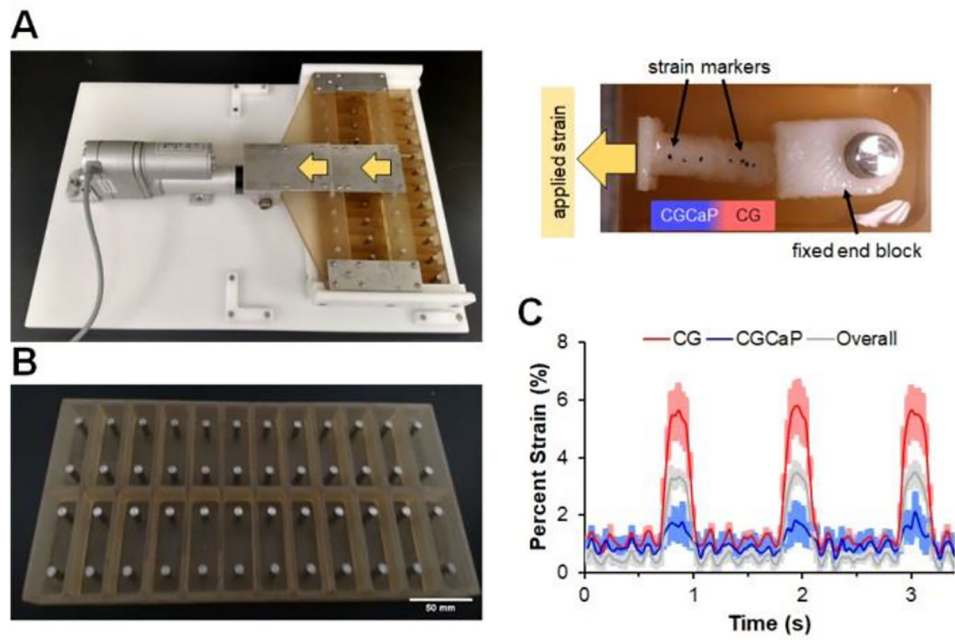 A
strain markers
applied strain
CGCaP CG
fixed end block
B
50 mm
C
CG CGCaP Overall
Percent Strain (%)
8
6
4
2
0
0 1 2 3
Time (s)